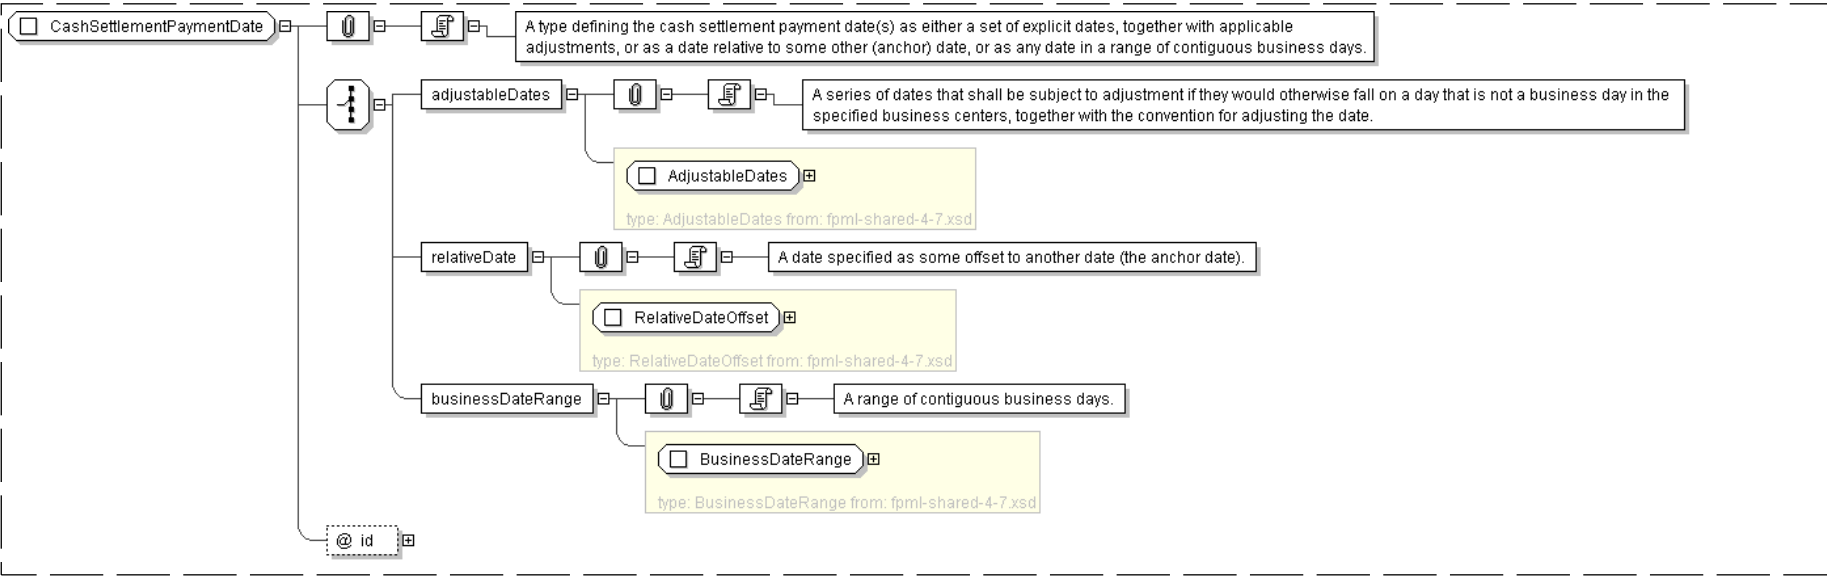 CashSettlementPaymentDate
A type defining the cash settlement payment date(s) as either a set of explicit dates, together with applicable
adjustments, or as a date relative to some other (anchor) date, or as any date in a range of contiguous business days.
adjustableDates
A series of dates that shall be subject to adjustment if they would otherwise fall on a day that is not a business day in the
specified business centers, together with the convention for adjusting the date.
AdjustableDates
type: AdjustableDates from: fpml-shared-4-7.xsd
relativeDate
A date specified as some offset to another date (the anchor date).
RelativeDateOffset
type: RelativeDateOffset from: fpml-shared-4-7.xsd
businessDateRange
A range of contiguous business days.
BusinessDateRange
type: BusinessDateRange from: fpml-shared-4-7.xsd
@ id